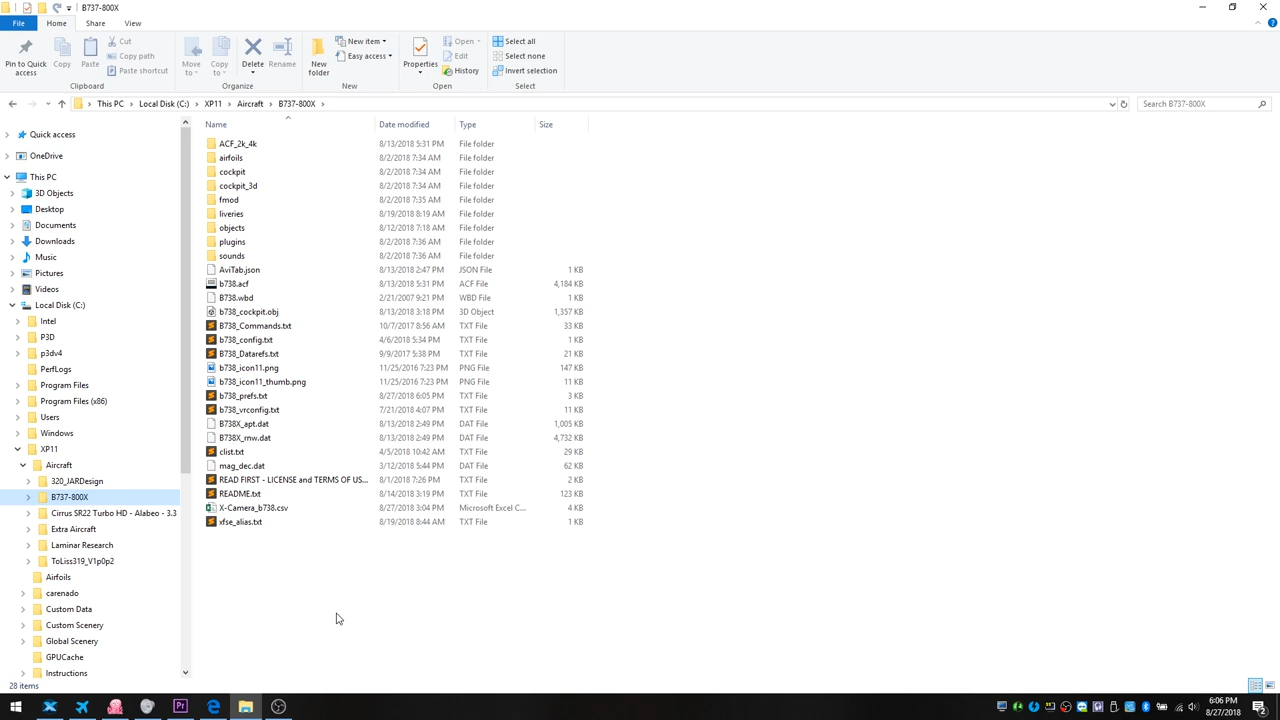 B737-800X
File Home Share View
Pin to Quick access
Copy
Paste
Cut
Copy path
Paste shortcut
Clipboard
Move to
Copy to
Delete
Rename
Organize
New folder
New item
Easy access
New
Properties
Open
Edit
History
Open
Select all
Select none
Invert selection
Select
This PC Local Disk (C:) XP11 Aircraft B737-800X
Search B737-800X
Quick access
OneDrive
This PC
3D Objects
Desktop
Documents
Downloads
Music
Pictures
Videos
Local Disk (C:)
Intel
P3D
p3dv4
PerfLogs
Program Files
Program Files (x86)
Users
Windows
XP11
Aircraft
320_JARDesign
B737-800X
Cirrus SR22 Turbo HD - Alabeo - 3.3
Extra Aircraft
Laminar Research
ToLiss319_V1p0p2
Airfoils
carenado
Custom Data
Custom Scenery
Global Scenery
GPUCache
Instructions
Name Date modified Type Size
ACF_2k_4k 8/13/2018 5:31 PM File folder
airfoils 8/2/2018 7:34 AM File folder
cockpit 8/2/2018 7:34 AM File folder
cockpit_3d 8/2/2018 7:34 AM File folder
fmod 8/2/2018 7:35 AM File folder
liveries 8/19/2018 8:19 AM File folder
objects 8/12/2018 7:18 AM File folder
plugins 8/2/2018 7:36 AM File folder
sounds 8/2/2018 7:36 AM File folder
AviTab.json 8/13/2018 2:47 PM JSON File 1 KB
b738.acf 8/13/2018 5:31 PM ACF File 4,184 KB
B738.wbd 2/21/2007 9:21 PM WBD File 1 KB
b738_cockpit.obj 8/13/2018 3:18 PM 3D Object 1,357 KB
B738_Commands.txt 10/7/2017 8:56 AM TXT File 33 KB
b738_config.txt 4/6/2018 5:34 PM TXT File 1 KB
B738_Datarefs.txt 9/9/2017 5:38 PM TXT File 21 KB
b738_icon11.png 11/25/2016 7:23 PM PNG File 147 KB
b738_icon11_thumb.png 11/25/2016 7:23 PM PNG File 11 KB
b738_prefs.txt 8/27/2018 6:05 PM TXT File 3 KB
b738_vrconfig.txt 7/21/2018 4:07 PM TXT File 11 KB
B738X_apt.dat 8/13/2018 2:49 PM DAT File 1,005 KB
B738X_rnw.dat 8/13/2018 2:49 PM DAT File 4,732 KB
clist.txt 4/5/2018 10:42 AM TXT File 29 KB
mag_dec.dat 3/12/2018 5:44 PM DAT File 62 KB
READ FIRST - LICENSE and TERMS OF US... 8/1/2018 7:26 PM TXT File 2 KB
README.txt 8/14/2018 3:19 PM TXT File 123 KB
X-Camera_b738.csv 8/27/2018 3:04 PM Microsoft Excel C... 4 KB
xfse_alias.txt 8/19/2018 8:44 AM TXT File 1 KB
28 items
Pr
6:06 PM
8/27/2018
2